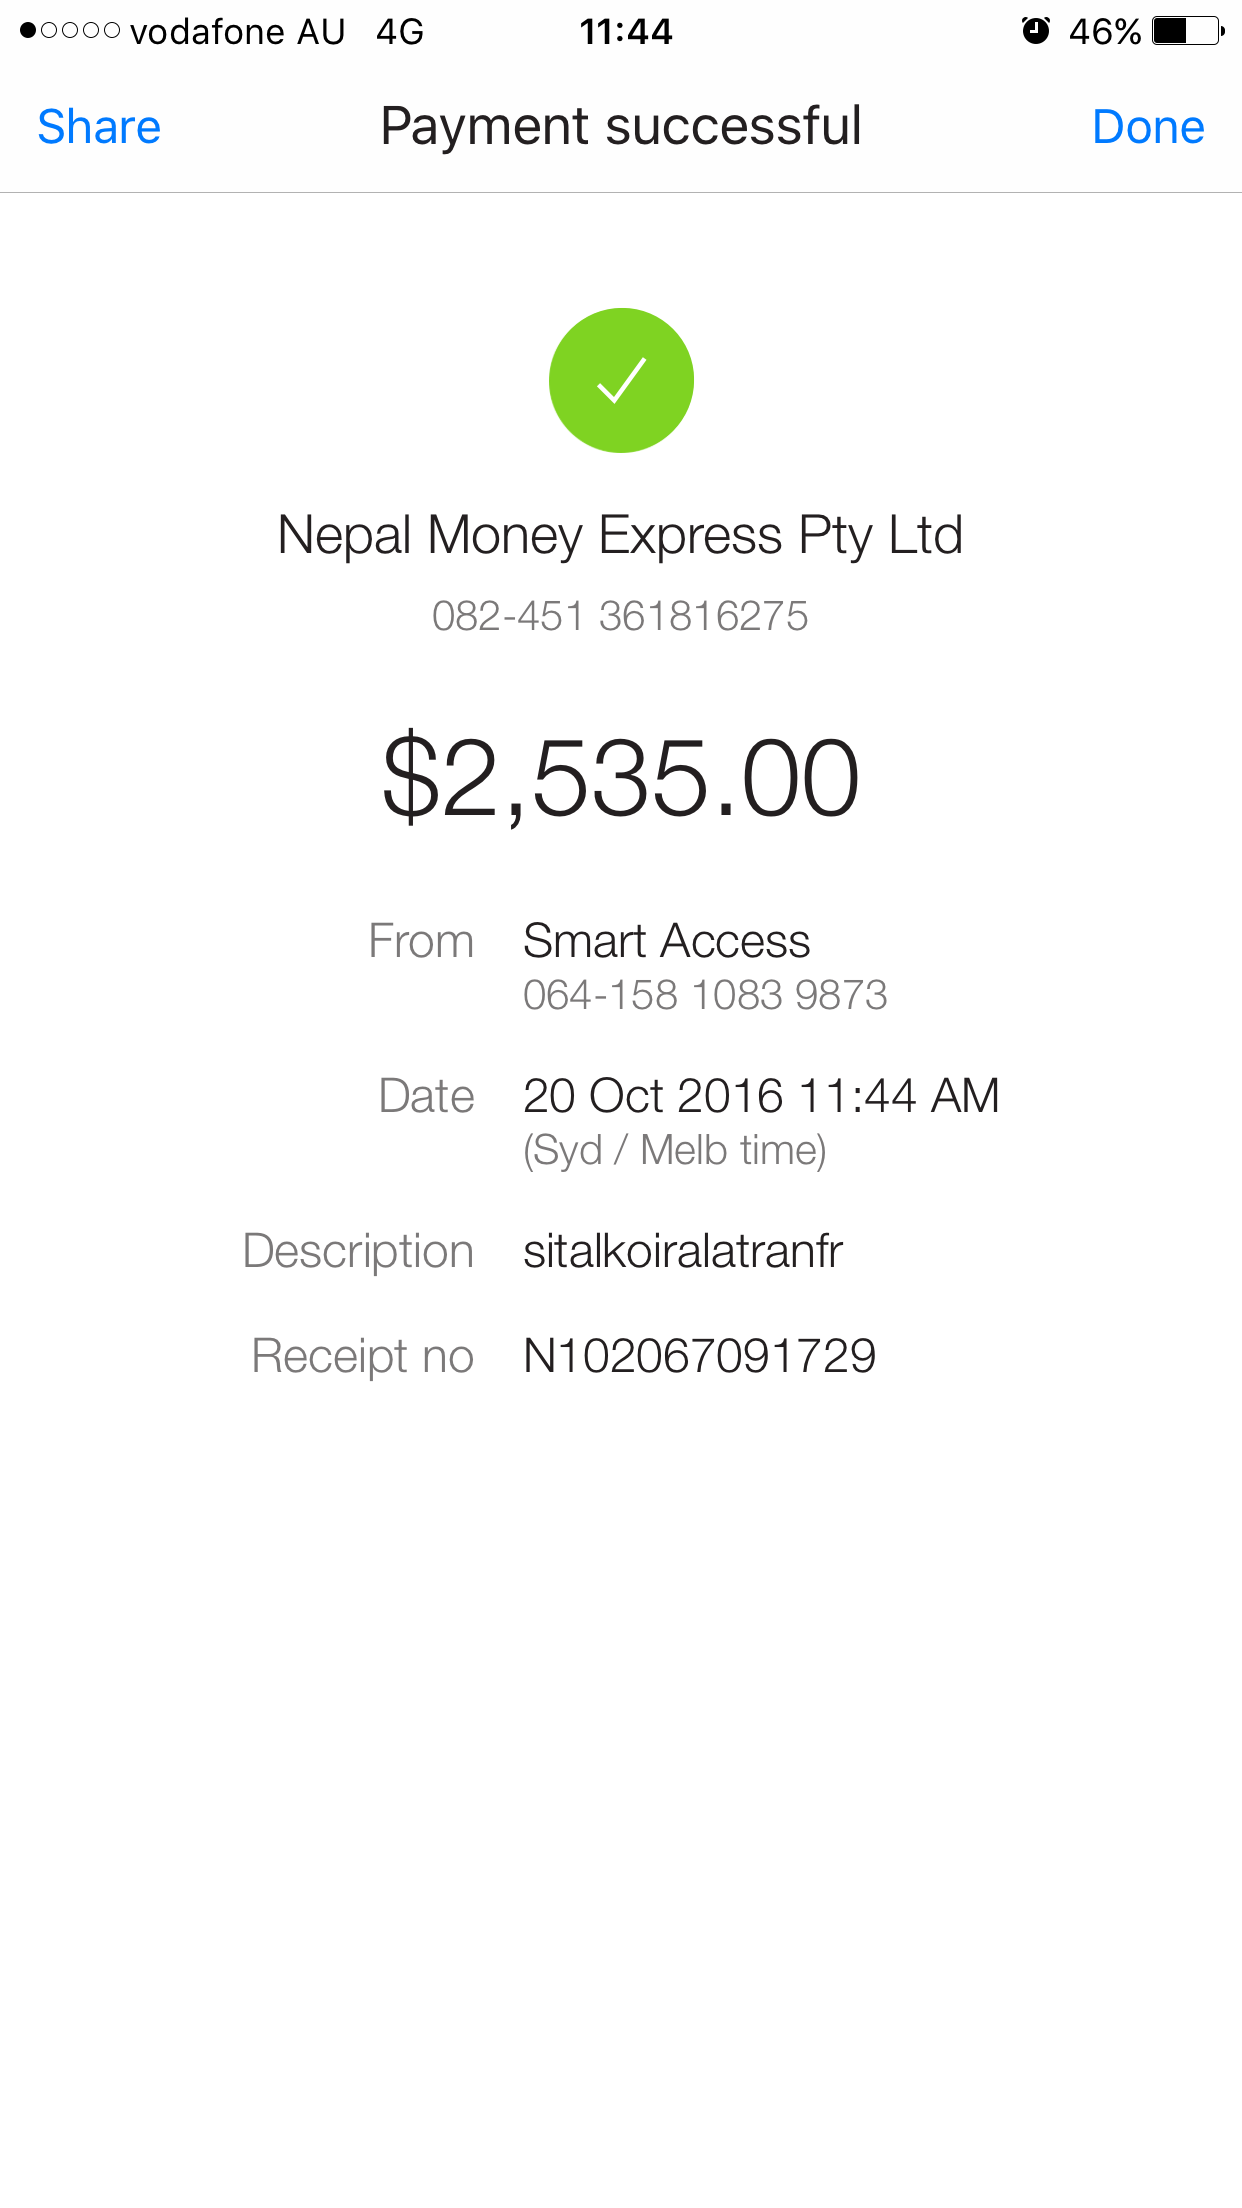 vodafone AU 4G 11:44 46%
Share Payment successful Done
Nepal Money Express Pty Ltd
082-451 361816275
$2,535.00
From Smart Access
064-158 1083 9873
Date 20 Oct 2016 11:44 AM
(Syd / Melb time)
Description sitalkoiralatranfr
Receipt no N102067091729